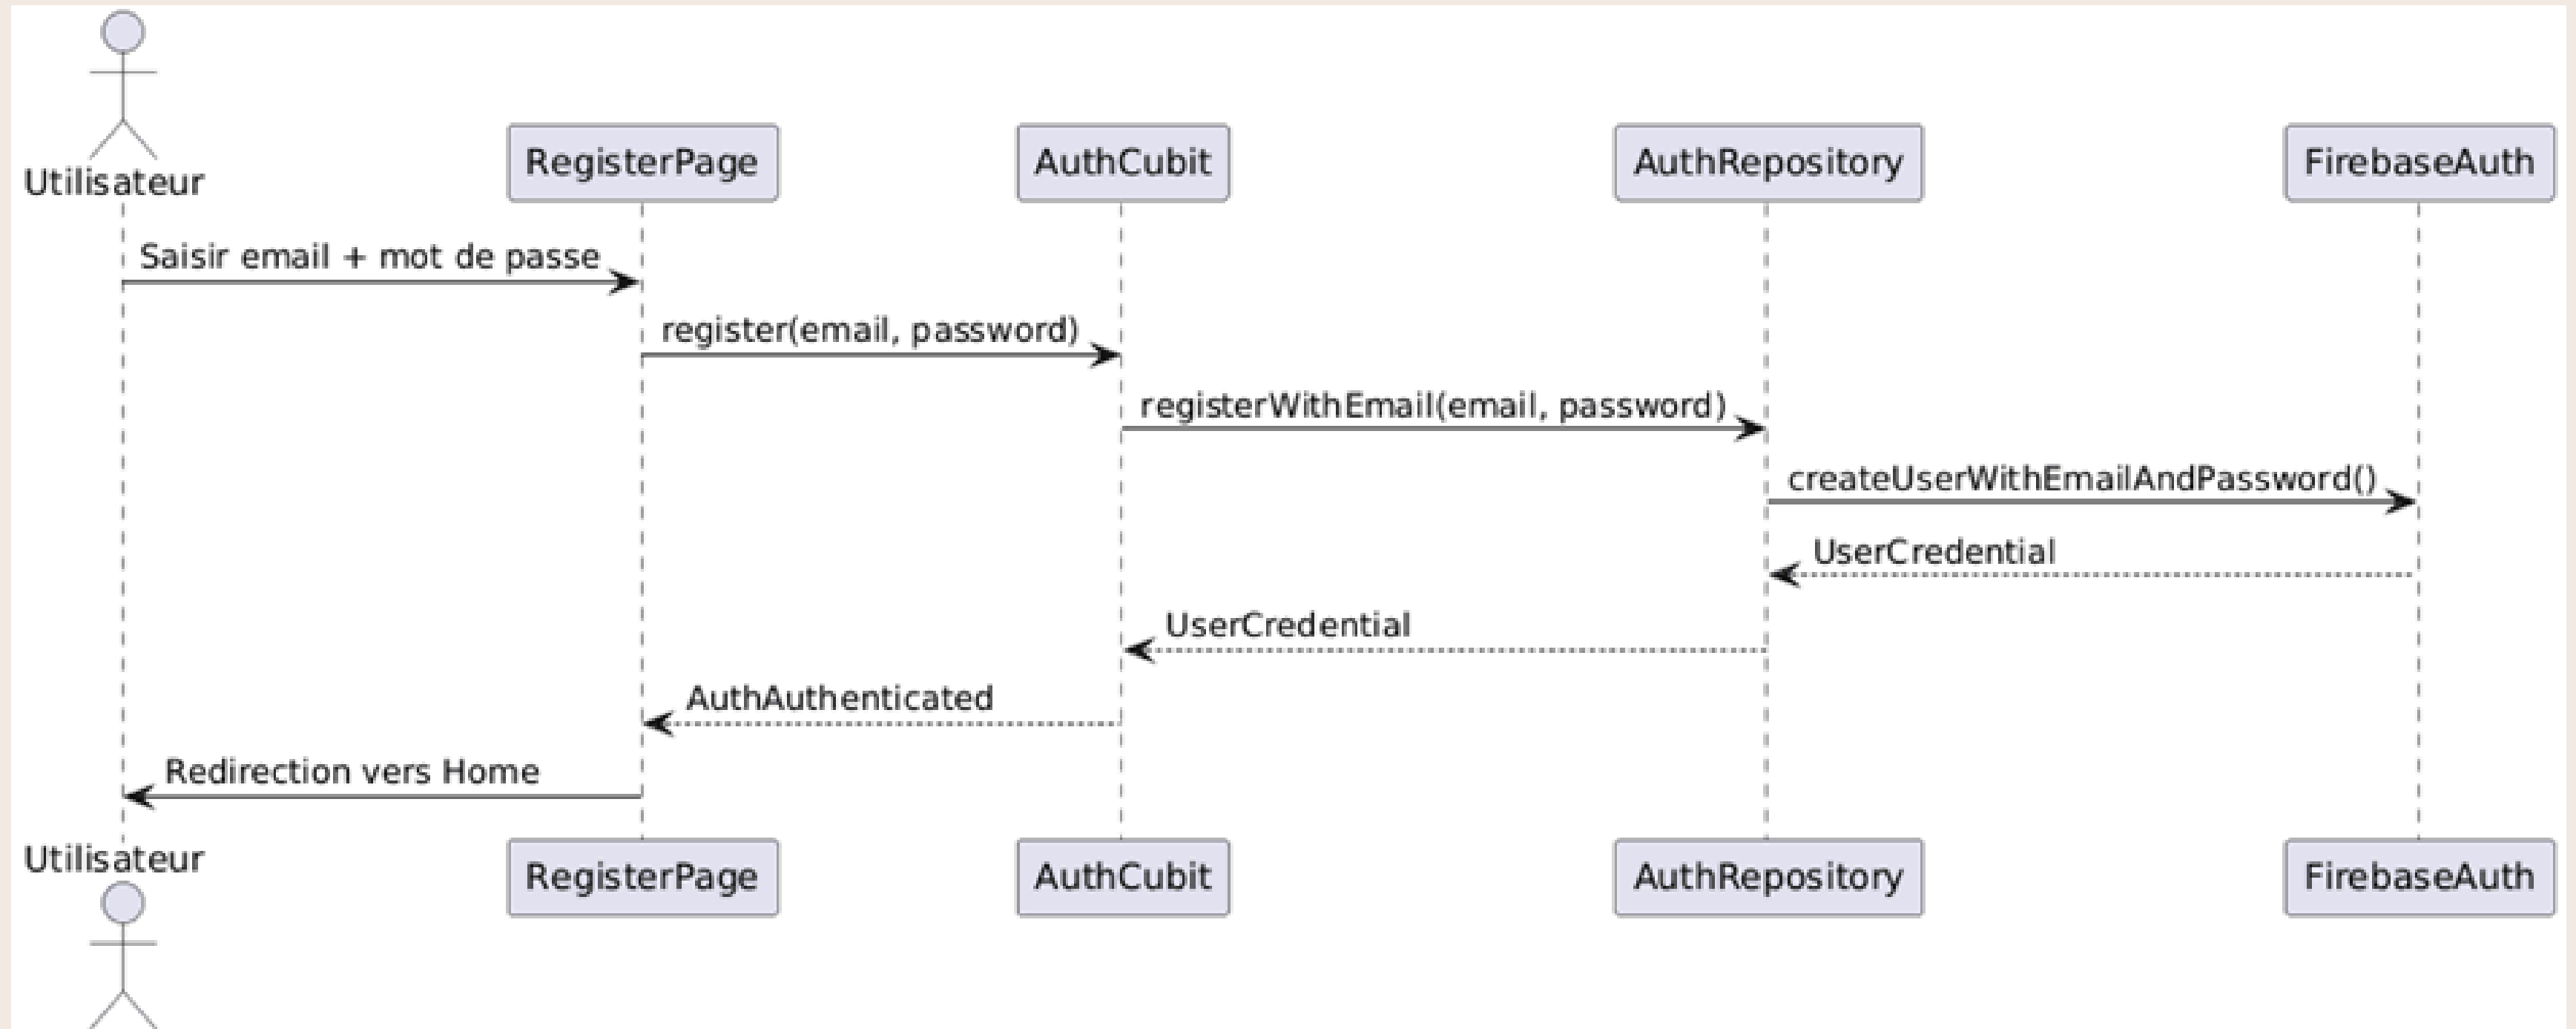 Utilisateur
RegisterPage
AuthCubit
AuthRepository
FirebaseAuth
Saisir email + mot de passe
register(email, password)
registerWithEmail(email, password)
createUserWithEmailAndPassword()
UserCredential
UserCredential
AuthAuthenticated
Redirection vers Home
Utilisateur
RegisterPage
AuthCubit
AuthRepository
FirebaseAuth